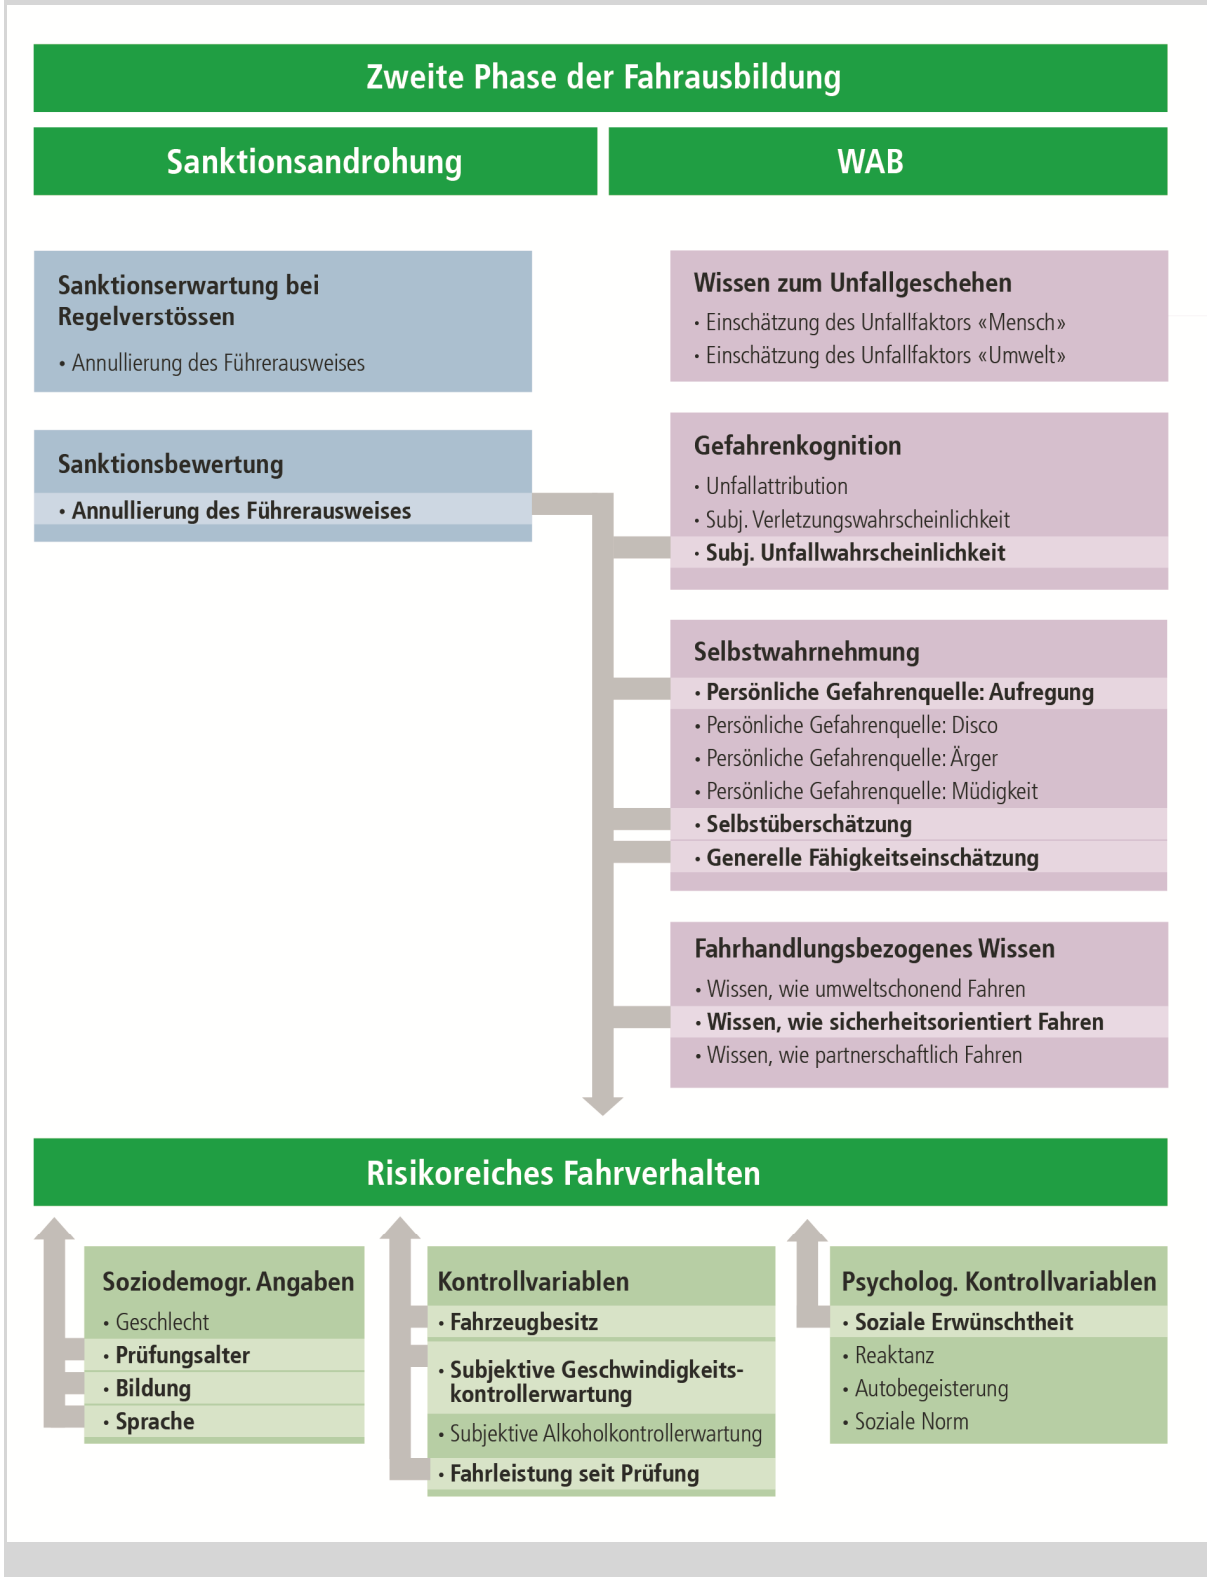 Zweite Phase der Fahrausbildung
Sanktionsandrohung
WAB
Sanktionserwartung bei
Regelverstössen
• Annullierung des Führerausweises
Sanktionsbewertung
• Annullierung des Führerausweises
Wissen zum Unfallgeschehen
• Einschätzung des Unfallfaktors «Mensch»
• Einschätzung des Unfallfaktors «Umwelt»
Gefahrenkognition
• Unfallattribution
• Subj. Verletzungswahrscheinlichkeit
• Subj. Unfallwahrscheinlichkeit
Selbstwahrnehmung
• Persönliche Gefahrenquelle: Aufregung
• Persönliche Gefahrenquelle: Disco
• Persönliche Gefahrenquelle: Ärger
• Persönliche Gefahrenquelle: Müdigkeit
• Selbstüberschätzung
• Generelle Fähigkeitseinschätzung
Fahrhandlungsbezogenes Wissen
• Wissen, wie umweltschonend Fahren
• Wissen, wie sicherheitsorientiert Fahren
• Wissen, wie partnerschaftlich Fahren
Risikoreiches Fahrverhalten
Soziodemogr. Angaben
• Geschlecht
• Prüfungsalter
• Bildung
• Sprache
Kontrollvariablen
• Fahrzeugbesitz
• Subjektive Geschwindigkeits-
kontrollerwartung
• Subjektive Alkoholkontrollerwartung
• Fahrleistung seit Prüfung
Psycholog. Kontrollvariablen
• Soziale Erwünschtheit
• Reaktanz
• Autobegeisterung
• Soziale Norm